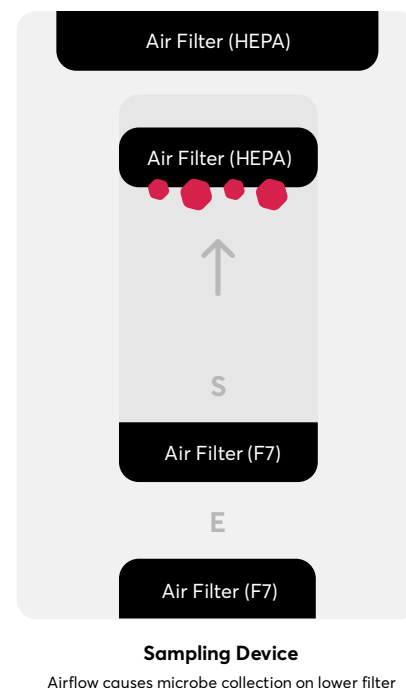 Air Filter (HEPA)
Air Filter (HEPA)
S
Air Filter (F7)
E
Air Filter (F7)
Sampling Device
Airflow causes microbe collection on lower filter